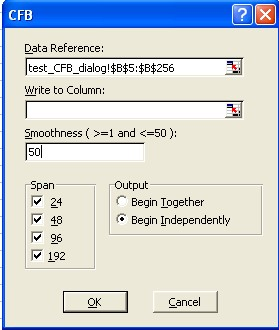 CFB
Data Reference:
test_CFB_dialog!$B$5:$B$256
Write to Column:
Smoothness ( >=1 and <=50 ):
50
Span
24
48
96
192
Output
Begin Together
Begin Independently
OK
Cancel